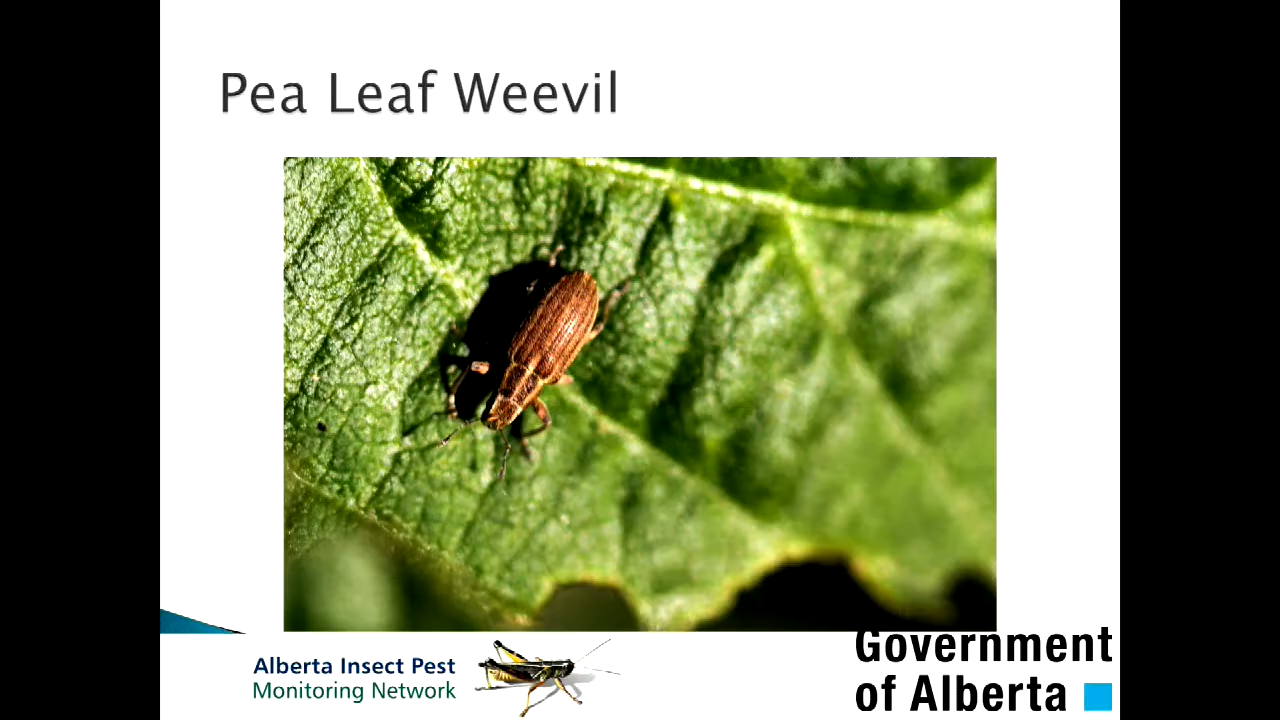 Pea Leaf Weevil
Alberta Insect Pest
Monitoring Network
Government
of Alberta